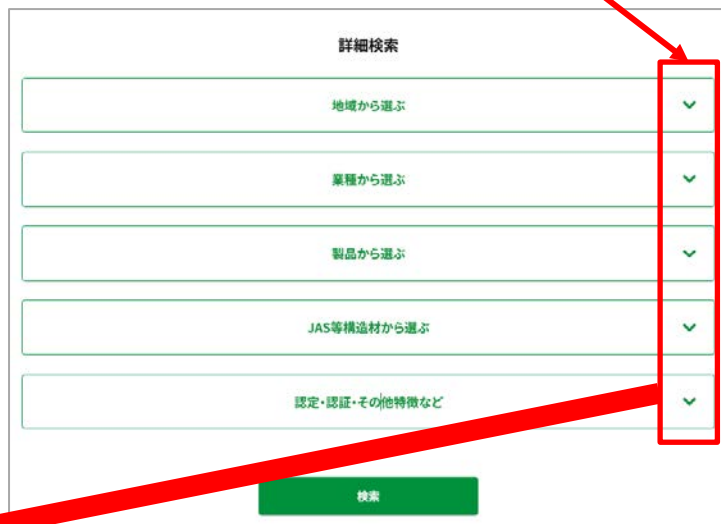 詳細検索
地域から選ぶ
業種から選ぶ
製品から選ぶ
JAS等構造材から選ぶ
認定・認証・その他特徴など
検索